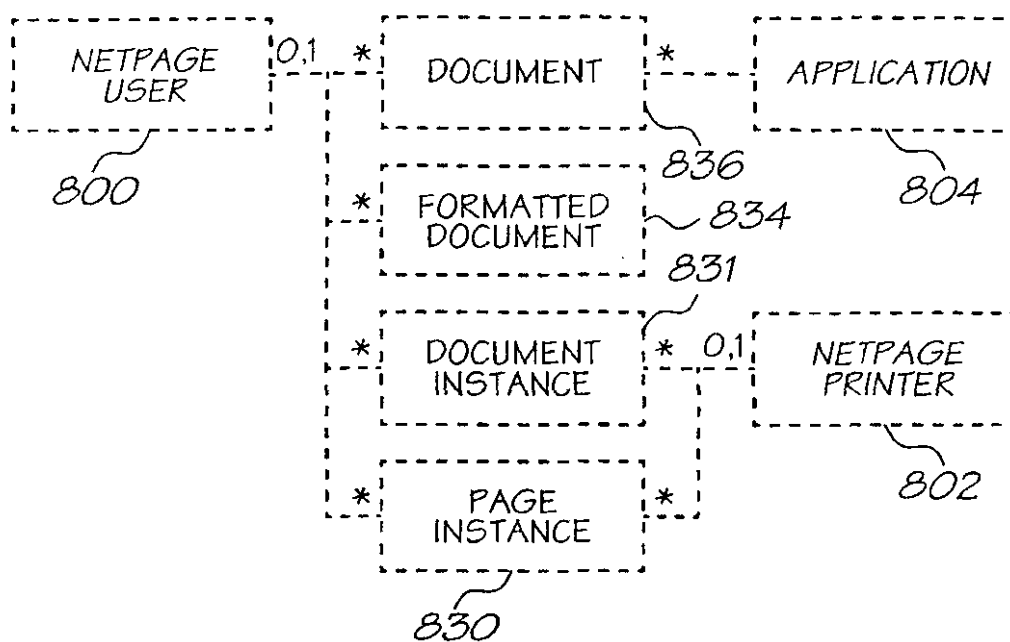 NETPAGE
USER
0,1
*
DOCUMENT
*
APPLICATION
800
836
804
*
FORMATTED
DOCUMENT
834
831
*
DOCUMENT
INSTANCE
*
0,1
NETPAGE
PRINTER
802
*
PAGE
INSTANCE
*
830